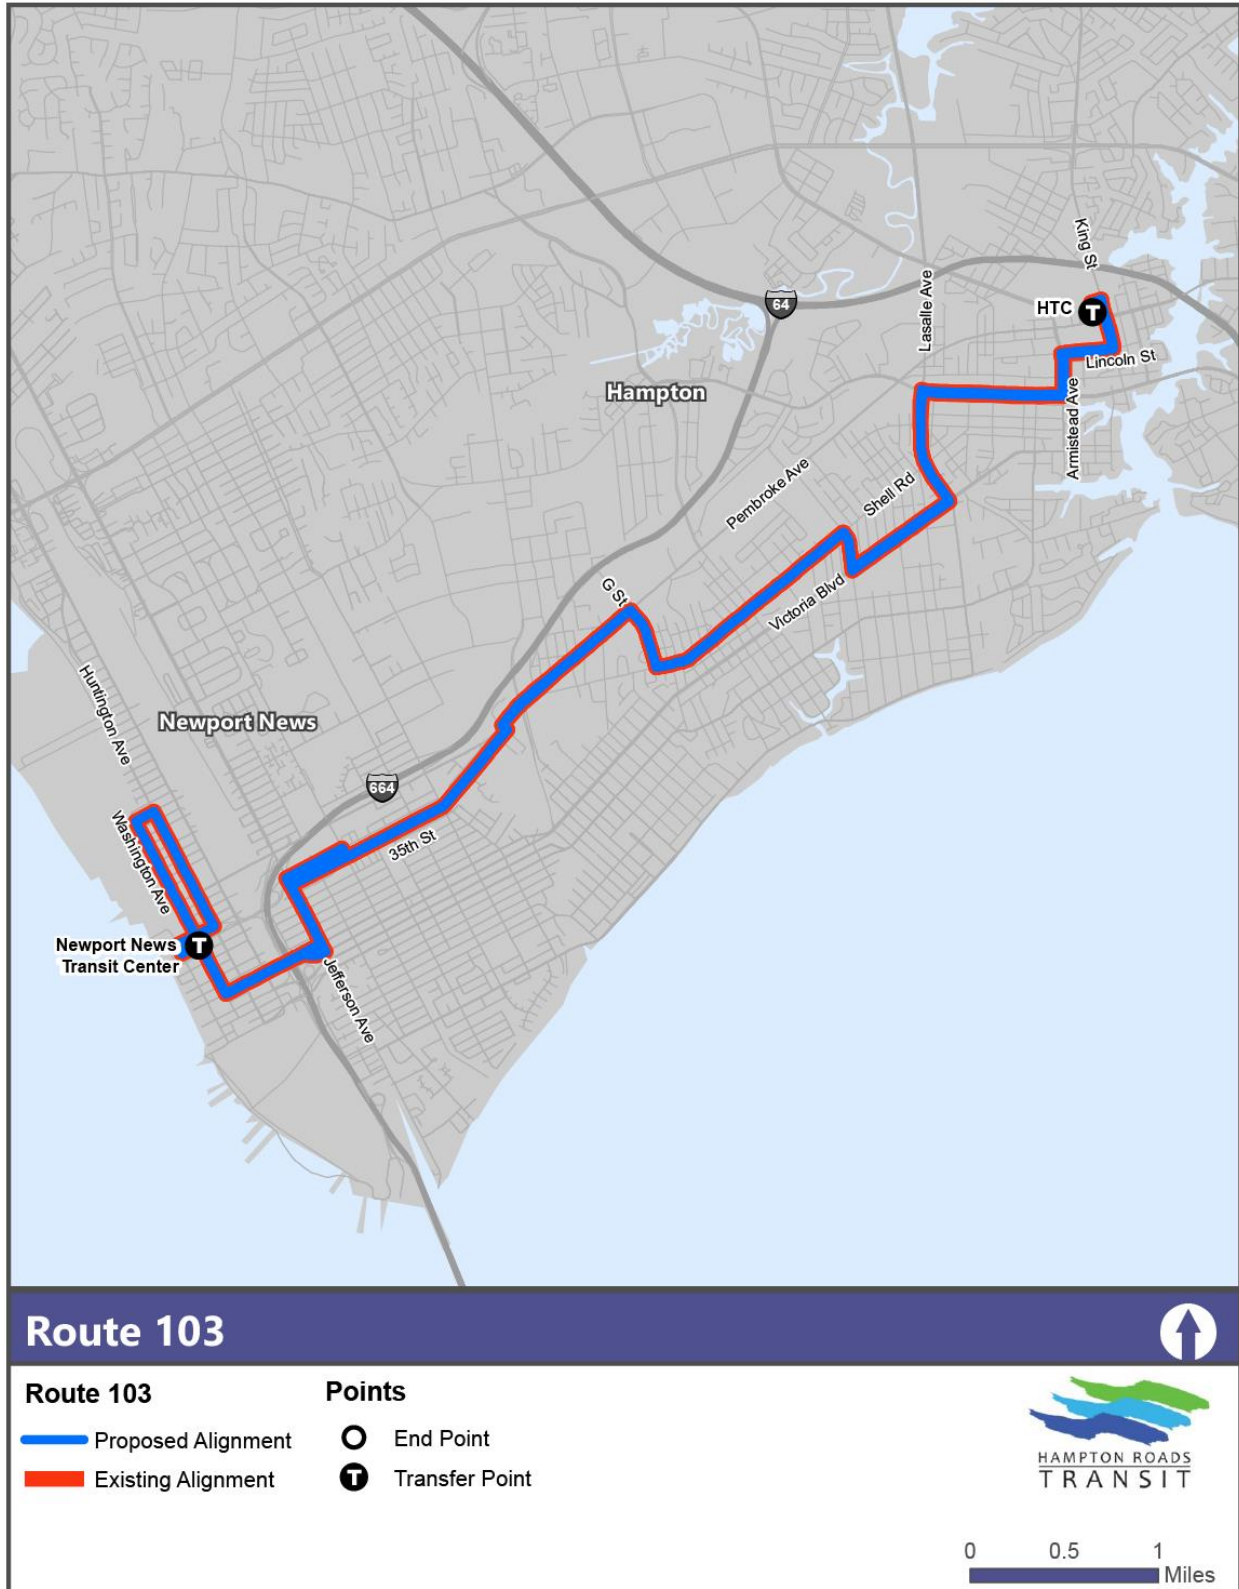 King St
64
HTC
Lasalle Ave
Lincoln St
Hampton
Armistead Ave
Pembroke Ave
Shell Rd
G St
Victoria Blvd
Huntington Ave
Newport News
664
Washington Ave
35th St
Newport News
Transit Center
Jefferson Ave
T
T
Route 103
Route 103
Points
Proposed Alignment
End Point
Existing Alignment
T
Transfer Point
HAMPTON ROADS
TRANSIT
0 0.5 1
Miles